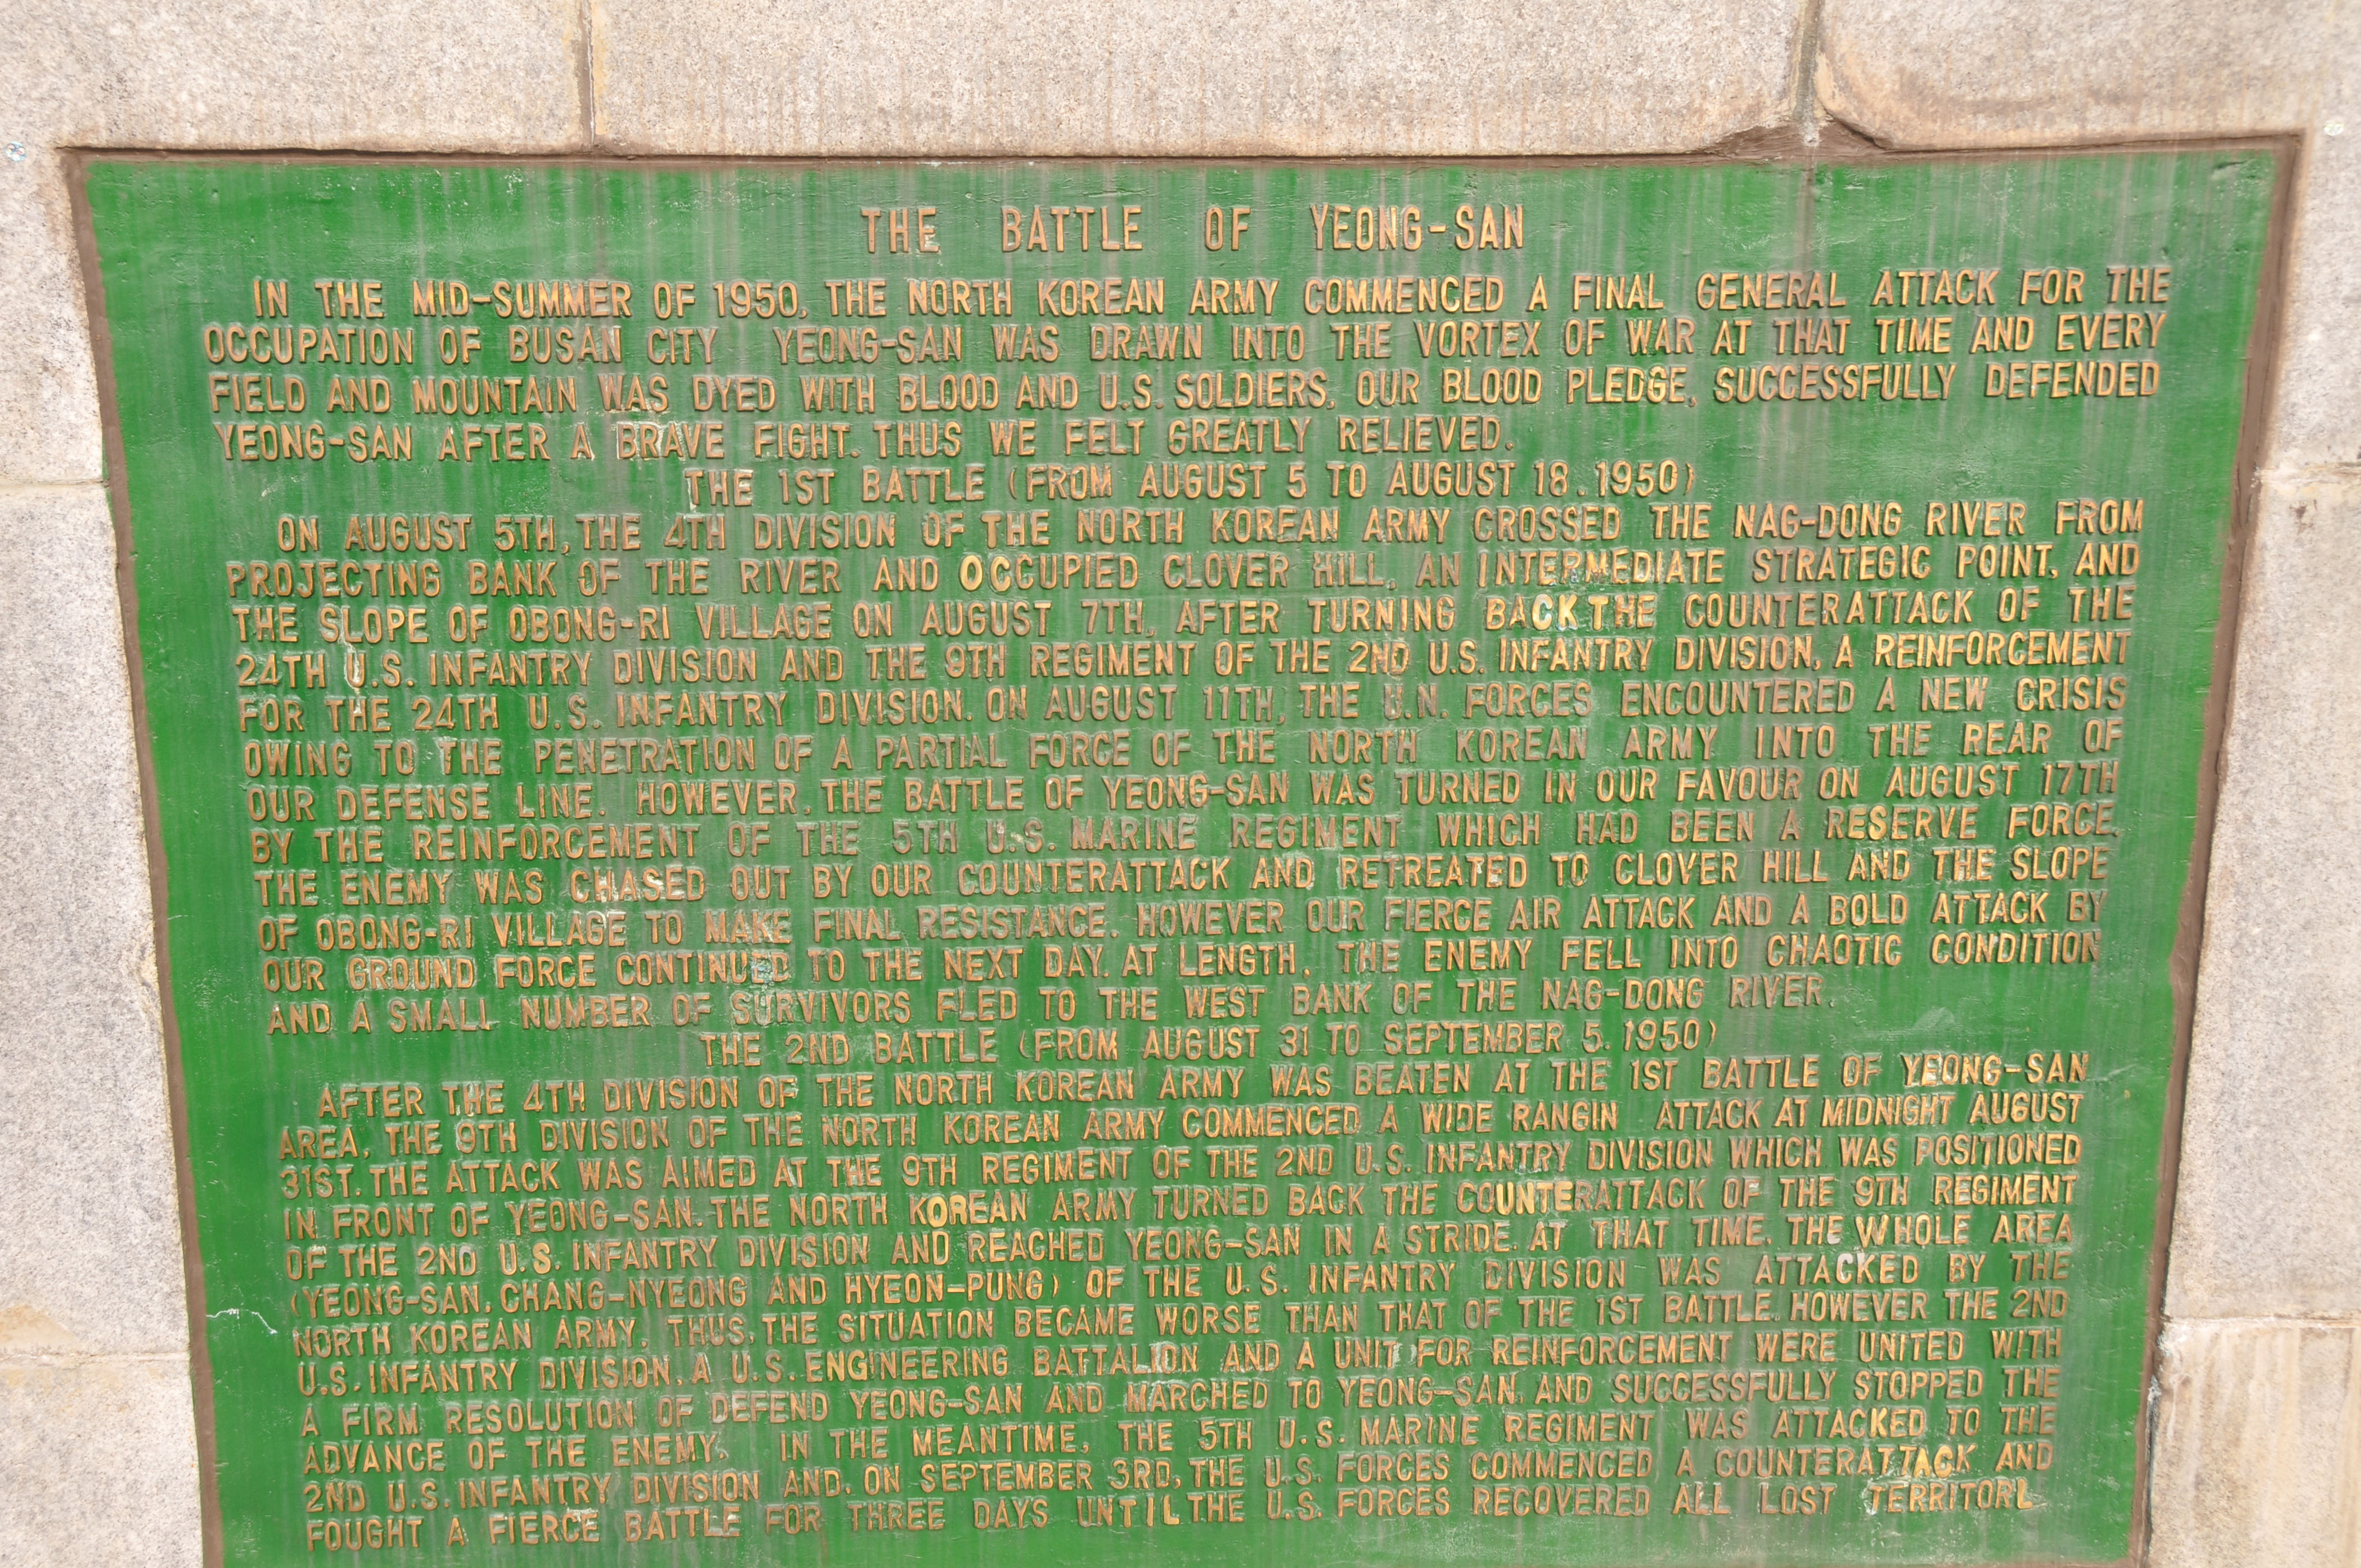 THE BATTLE OF YEONG-SAN
IN THE MID-SUMMER OF 1950, THE NORTH KOREAN ARMY COMMENCED A FINAL GENERAL ATTACK FOR THE
OCCUPATION OF BUSAN CITY YEONG-SAN WAS DRAWN INTO THE VORTEX OF WAR AT THAT TIME AND EVERY
FIELD AND MOUNTAIN WAS DYED WITH BLOOD AND U.S. SOLDIERS, OUR BLOOD PLEDGE, SUCCESSFULLY DEFENDED
YEONG-SAN AFTER A BRAVE FIGHT. THUS WE FELT GREATLY RELIEVED.
THE 1ST BATTLE (FROM AUGUST 5 TO AUGUST 18.1950)
ON AUGUST 5TH, THE 4TH DIVISION OF THE NORTH KOREAN ARMY CROSSED THE NAG-DONG RIVER FROM
PROJECTING BANK OF THE RIVER AND OCCUPIED CLOVER HILL, AN INTERMEDIATE STRATEGIC POINT, AND
THE SLOPE OF OBONG-RI VILLAGE ON AUGUST 7TH, AFTER TURNING BACK THE COUNTERATTACK OF THE
24TH U.S. INFANTRY DIVISION AND THE 9TH REGIMENT OF THE 2ND U.S. INFANTRY DIVISION, A REINFORCEMENT
FOR THE 24TH U.S. INFANTRY DIVISION. ON AUGUST 11TH, THE U.N. FORCES ENCOUNTERED A NEW CRISIS
OWING TO THE PENETRATION OF A PARTIAL FORCE OF THE NORTH KOREAN ARMY INTO THE REAR OF
OUR DEFENSE LINE. HOWEVER, THE BATTLE OF YEONG-SAN WAS TURNED IN OUR FAVOUR ON AUGUST 17TH
BY THE REINFORCEMENT OF THE 5TH U.S. MARINE REGIMENT WHICH HAD BEEN A RESERVE FORCE.
THE ENEMY WAS CHASED OUT BY OUR COUNTERATTACK AND RETREATED TO CLOVER HILL AND THE SLOPE
OF OBONG-RI VILLAGE TO MAKE FINAL RESISTANCE. HOWEVER OUR FIERCE AIR ATTACK AND A BOLD ATTACK BY
OUR GROUND FORCE CONTINUED TO THE NEXT DAY. AT LENGTH, THE ENEMY FELL INTO CHAOTIC CONDITION
AND A SMALL NUMBER OF SURVIVORS FLED TO THE WEST BANK OF THE NAG-DONG RIVER.
THE 2ND BATTLE (FROM AUGUST 31 TO SEPTEMBER 5. 1950)
AFTER THE 4TH DIVISION OF THE NORTH KOREAN ARMY WAS BEATEN AT THE 1ST BATTLE OF YEONG-SAN
AREA, THE 9TH DIVISION OF THE NORTH KOREAN ARMY COMMENCED A WIDE RANGIN ATTACK AT MIDNIGHT AUGUST
31ST. THE ATTACK WAS AIMED AT THE 9TH REGIMENT OF THE 2ND U.S. INFANTRY DIVISION WHICH WAS POSITIONED
IN FRONT OF YEONG-SAN. THE NORTH KOREAN ARMY TURNED BACK THE COUNTERATTACK OF THE 9TH REGIMENT
OF THE 2ND U.S. INFANTRY DIVISION AND REACHED YEONG-SAN IN A STRIDE. AT THAT TIME, THE WHOLE AREA
(YEONG-SAN, CHANG-NYEONG AND HYEON-PUNG) OF THE U.S. INFANTRY DIVISION WAS ATTACKED BY THE
NORTH KOREAN ARMY. THUS, THE SITUATION BECAME WORSE THAN THAT OF THE 1ST BATTLE. HOWEVER THE 2ND
U.S. INFANTRY DIVISION, A U.S. ENGINEERING BATTALION AND A UNIT FOR REINFORCEMENT WERE UNITED WITH
A FIRM RESOLUTION OF DEFEND YEONG-SAN AND MARCHED TO YEONG-SAN, AND SUCCESSFULLY STOPPED THE
ADVANCE OF THE ENEMY. IN THE MEANTIME, THE 5TH U.S. MARINE REGIMENT WAS ATTACKED TO THE
2ND U.S. INFANTRY DIVISION AND, ON SEPTEMBER 3RD, THE U.S. FORCES COMMENCED A COUNTERATTACK AND
FOUGHT A FIERCE BATTLE FOR THREE DAYS UNTIL THE U.S. FORCES RECOVERED ALL LOST TERRITORL